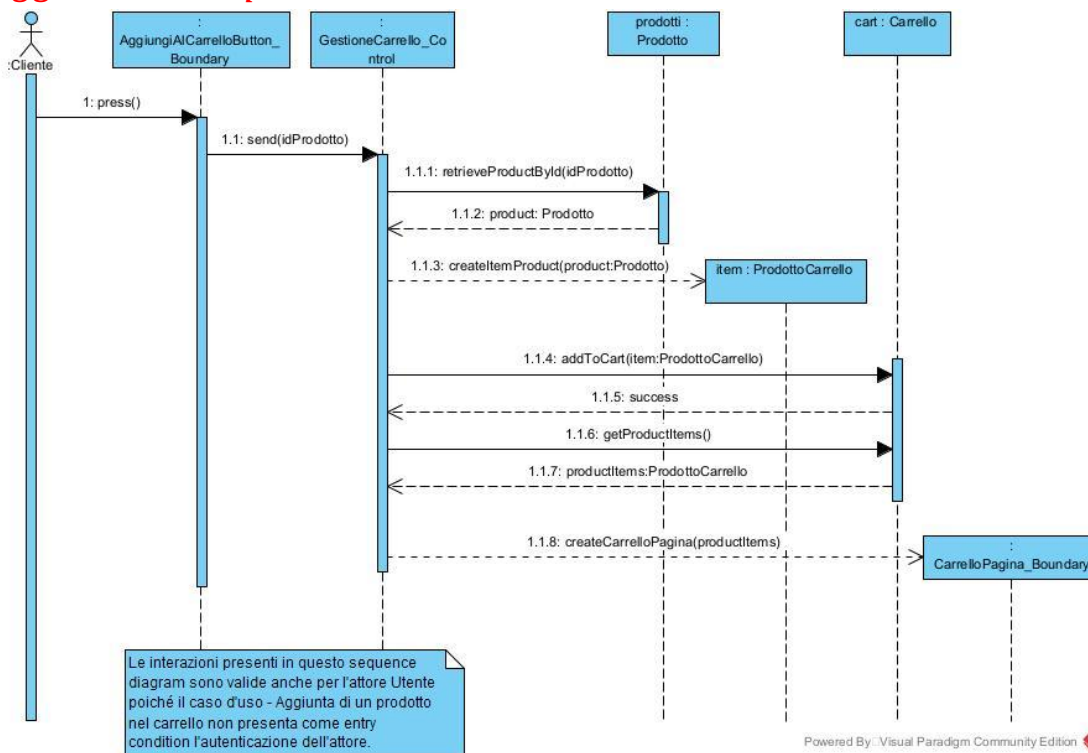 :Cliente
:
AggiungiAlCarrelloButton_
Boundary
:
GestioneCarrello_Co
ntrol
prodotti :
Prodotto
cart : Carrello
1: press()
1.1: send(idProdotto)
1.1.1: retrieveProductById(idProdotto)
1.1.2: product: Prodotto
1.1.3: createItemProduct(product:Prodotto)
item : ProdottoCarrello
1.1.4: addToCart(item:ProdottoCarrello)
1.1.5: success
1.1.6: getProductItems()
1.1.7: productItems:ProdottoCarrello
1.1.8: createCarrelloPagina(productItems)
:
CarrelloPagina_Boundary
Le interazioni presenti in questo sequence
diagram sono valide anche per l'attore Utente
poiché il caso d'uso - Aggiunta di un prodotto
nel carrello non presenta come entry
condition l'autenticazione dell'attore.
Powered By Visual Paradigm Community Edition